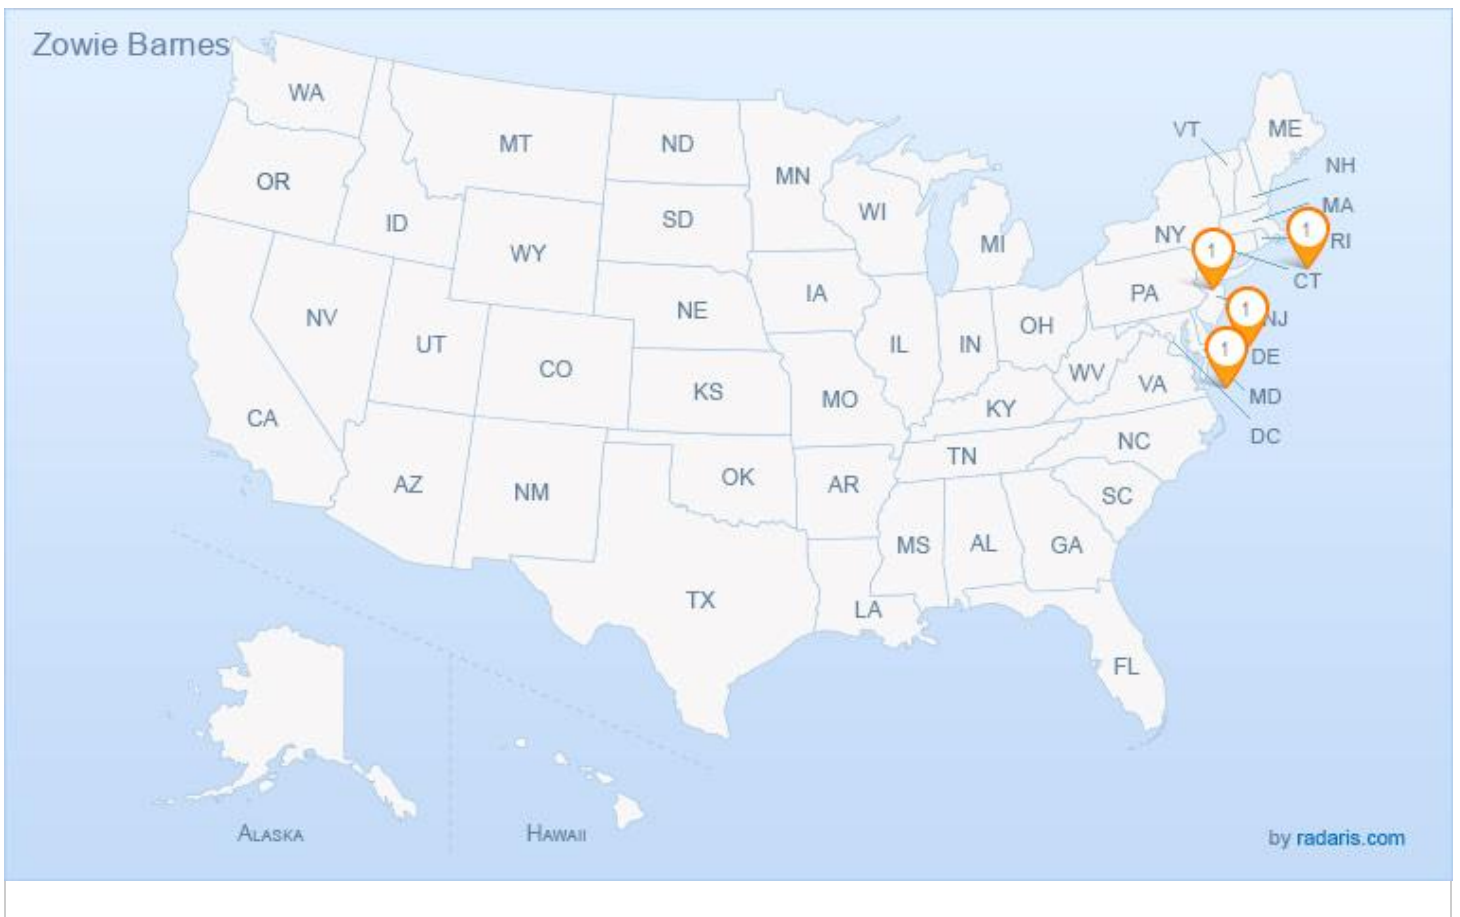 Zowie Barnes
WA
MT
ND
MN
VT
ME
NH
OR
ID
SD
WI
MI
MA
NY
1
1
RI
WY
CT
IA
PA
NE
NV
UT
IL
IN
OH
1
NJ
CO
1
DE
KS
MO
WV
VA
MD
CA
KY
DC
NC
TN
AZ
NM
OK
AR
SC
MS
AL
GA
TX
LA
FL
ALASKA
HAWAII
by radaris.com